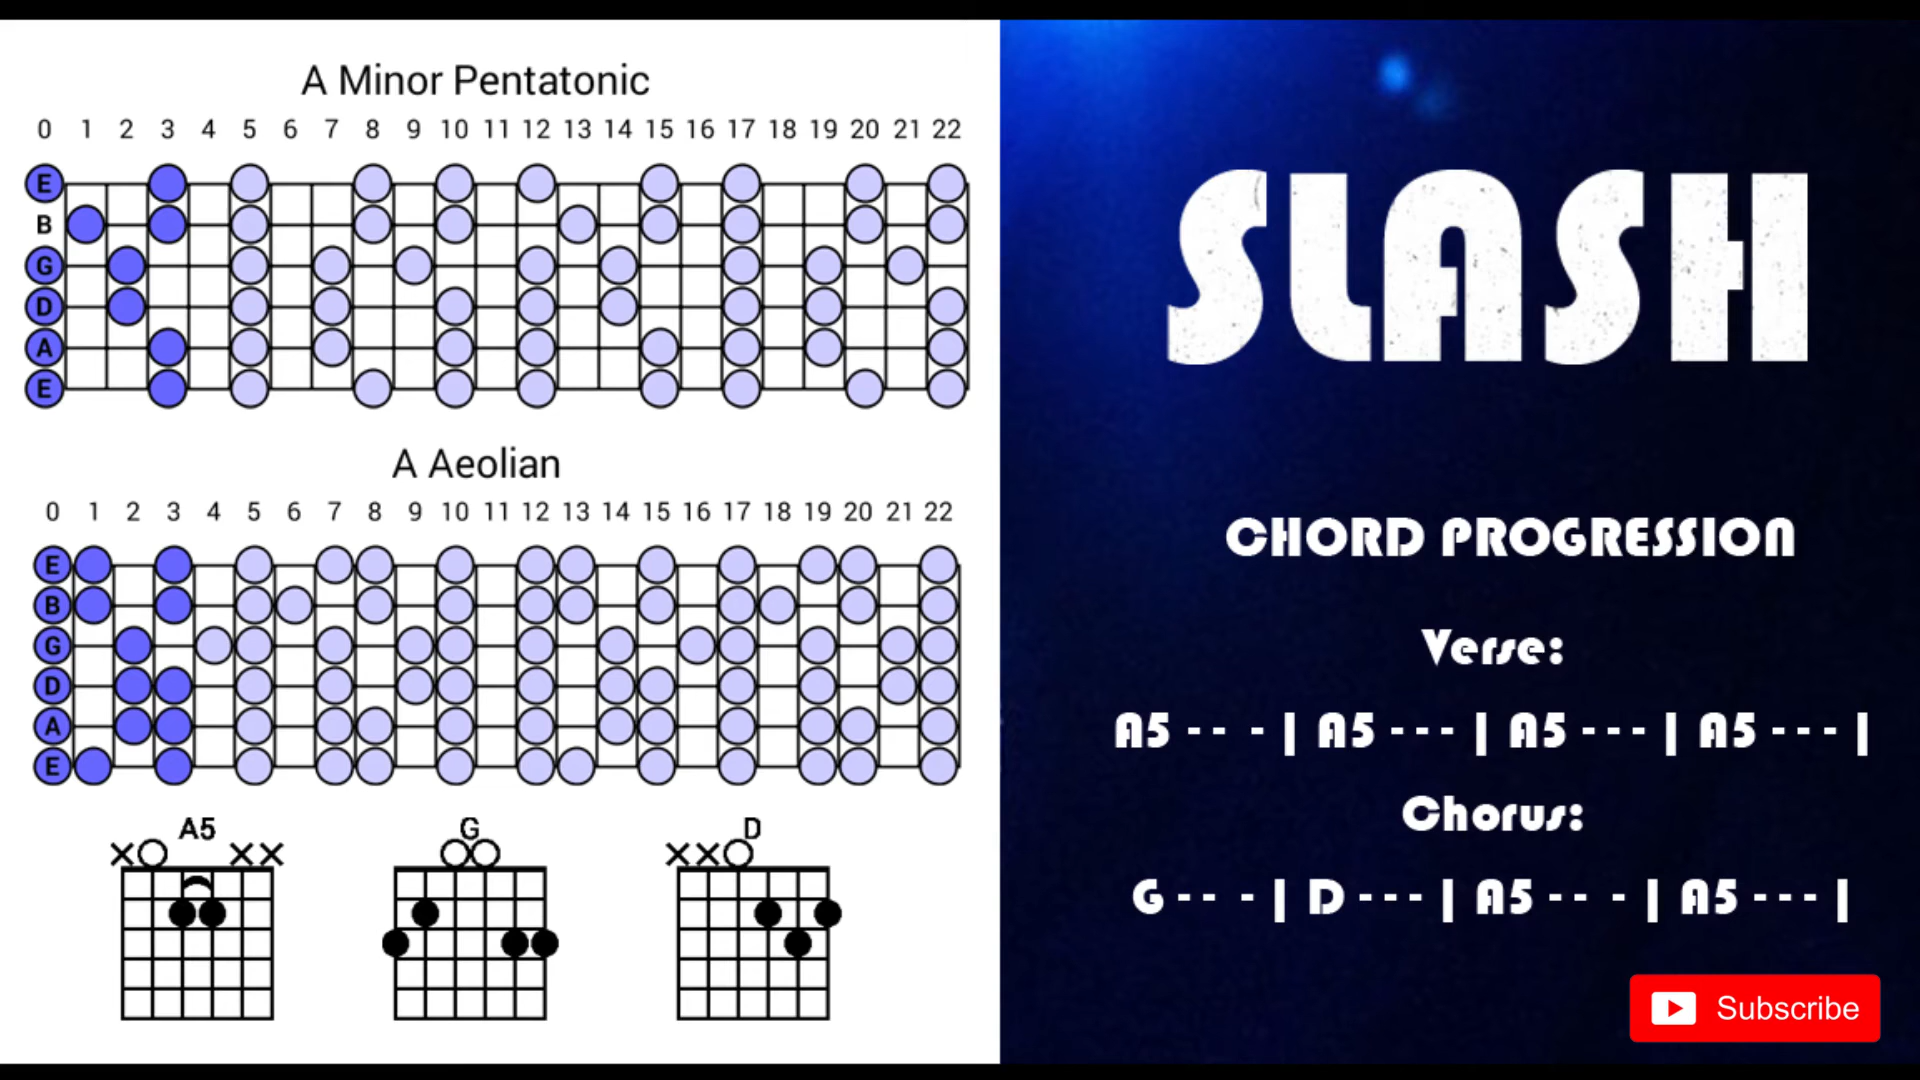 A Minor Pentatonic
0 1 2 3 4 5 6 7 8 9 10 11 12 13 14 15 16 17 18 19 20 21 22
E
B
G
D
A
E
A Aeolian
0 1 2 3 4 5 6 7 8 9 10 11 12 13 14 15 16 17 18 19 20 21 22
E
B
G
D
A
E
A5 G D
SLASH
CHORD PROGRESSION
Verse:
A5 - - - | A5 - - - | A5 - - - | A5 - - - |
Chorus:
G - - - | D - - - | A5 - - - | A5 - - - |
Subscribe